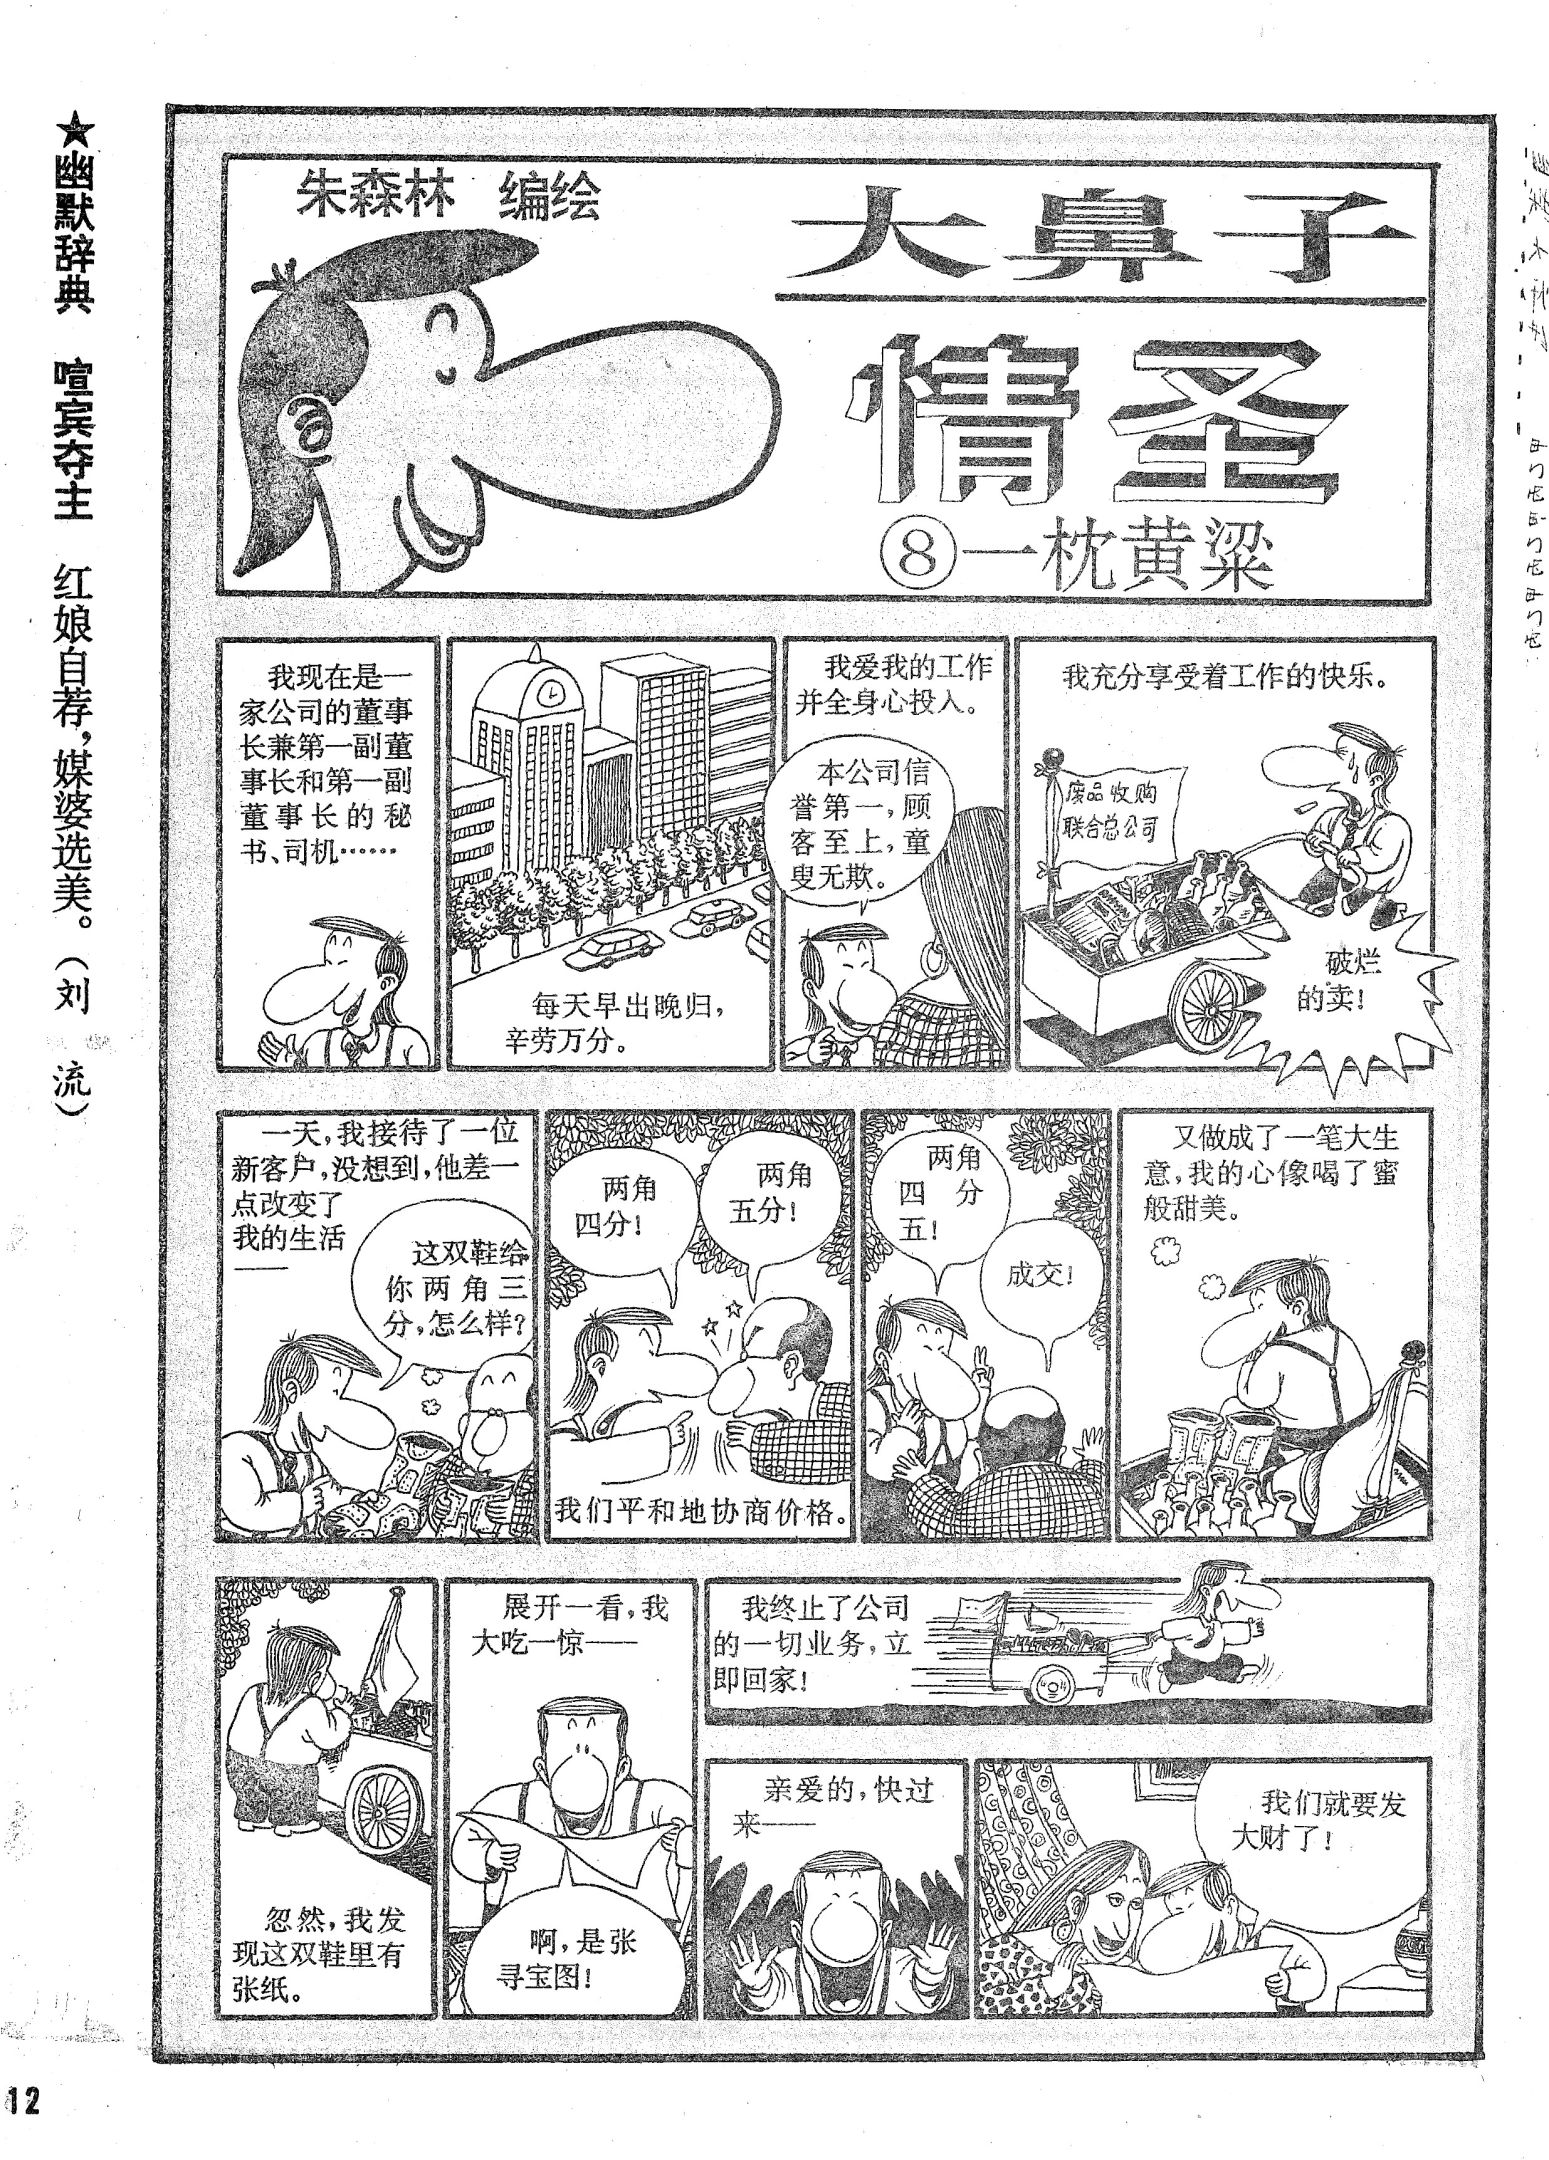 ★幽默辞典 喧宾夺主 红娘自荐，媒婆选美。（刘 流）
朱森林 编绘
大鼻子
情圣
⑧一枕黄粱
我现在是一
家公司的董事
长兼第一副董
事长和第一副
董事长的秘
书、司机……
每天早出晚归，
辛劳万分。
我爱我的工作
并全身心投入。
本公司信
誉第一，顾
客至上，童
叟无欺。
我充分享受着工作的快乐。
废品收购
联合总公司
破烂
的卖！
一天，我接待了一位
新客户，没想到，他差一
点改变了
我的生活
——
这双鞋给
你两角三
分，怎么样？
两角
四分！
两角
五分！
我们平和地协商价格。
两角
四分
五！
成交！
又做成了一笔大生
意，我的心像喝了蜜
般甜美。
忽然，我发
现这双鞋里有
张纸。
展开一看，我
大吃一惊——
啊，是张
寻宝图！
我终止了公司
的一切业务，立
即回家！
亲爱的，快过
来——
我们就要发
大财了！
12